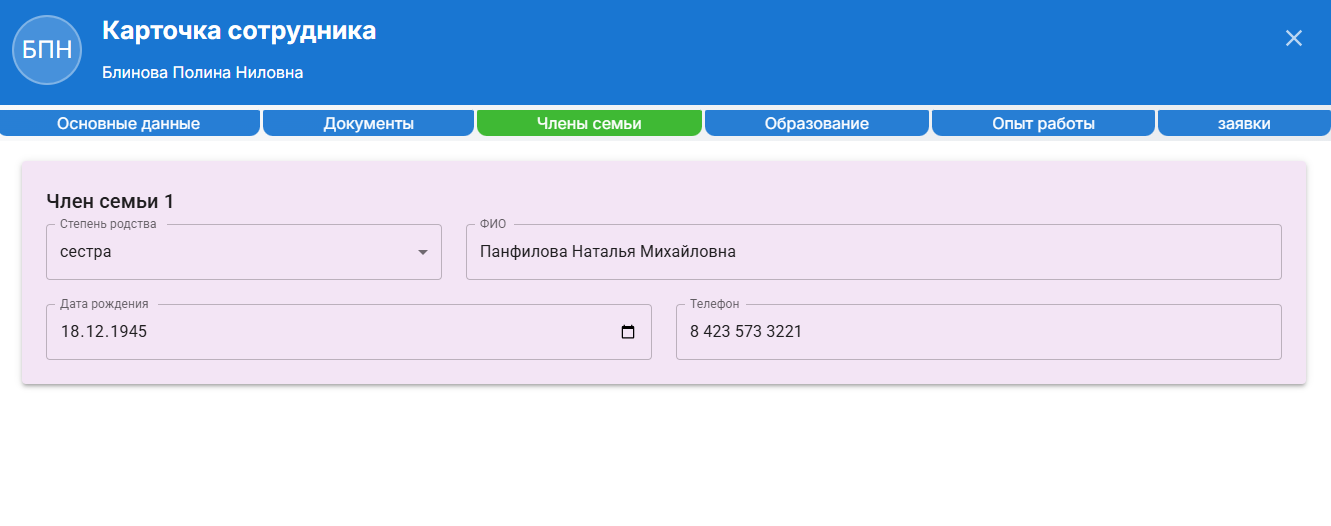 БПН
Карточка сотрудника
Блинова Полина Ниловна
Основные данные Документы Члены семьи Образование Опыт работы заявки
Член семьи 1
Степень родства ФИО
сестра Панфилова Наталья Михайловна
Дата рождения Телефон
18.12.1945 8 423 573 3221